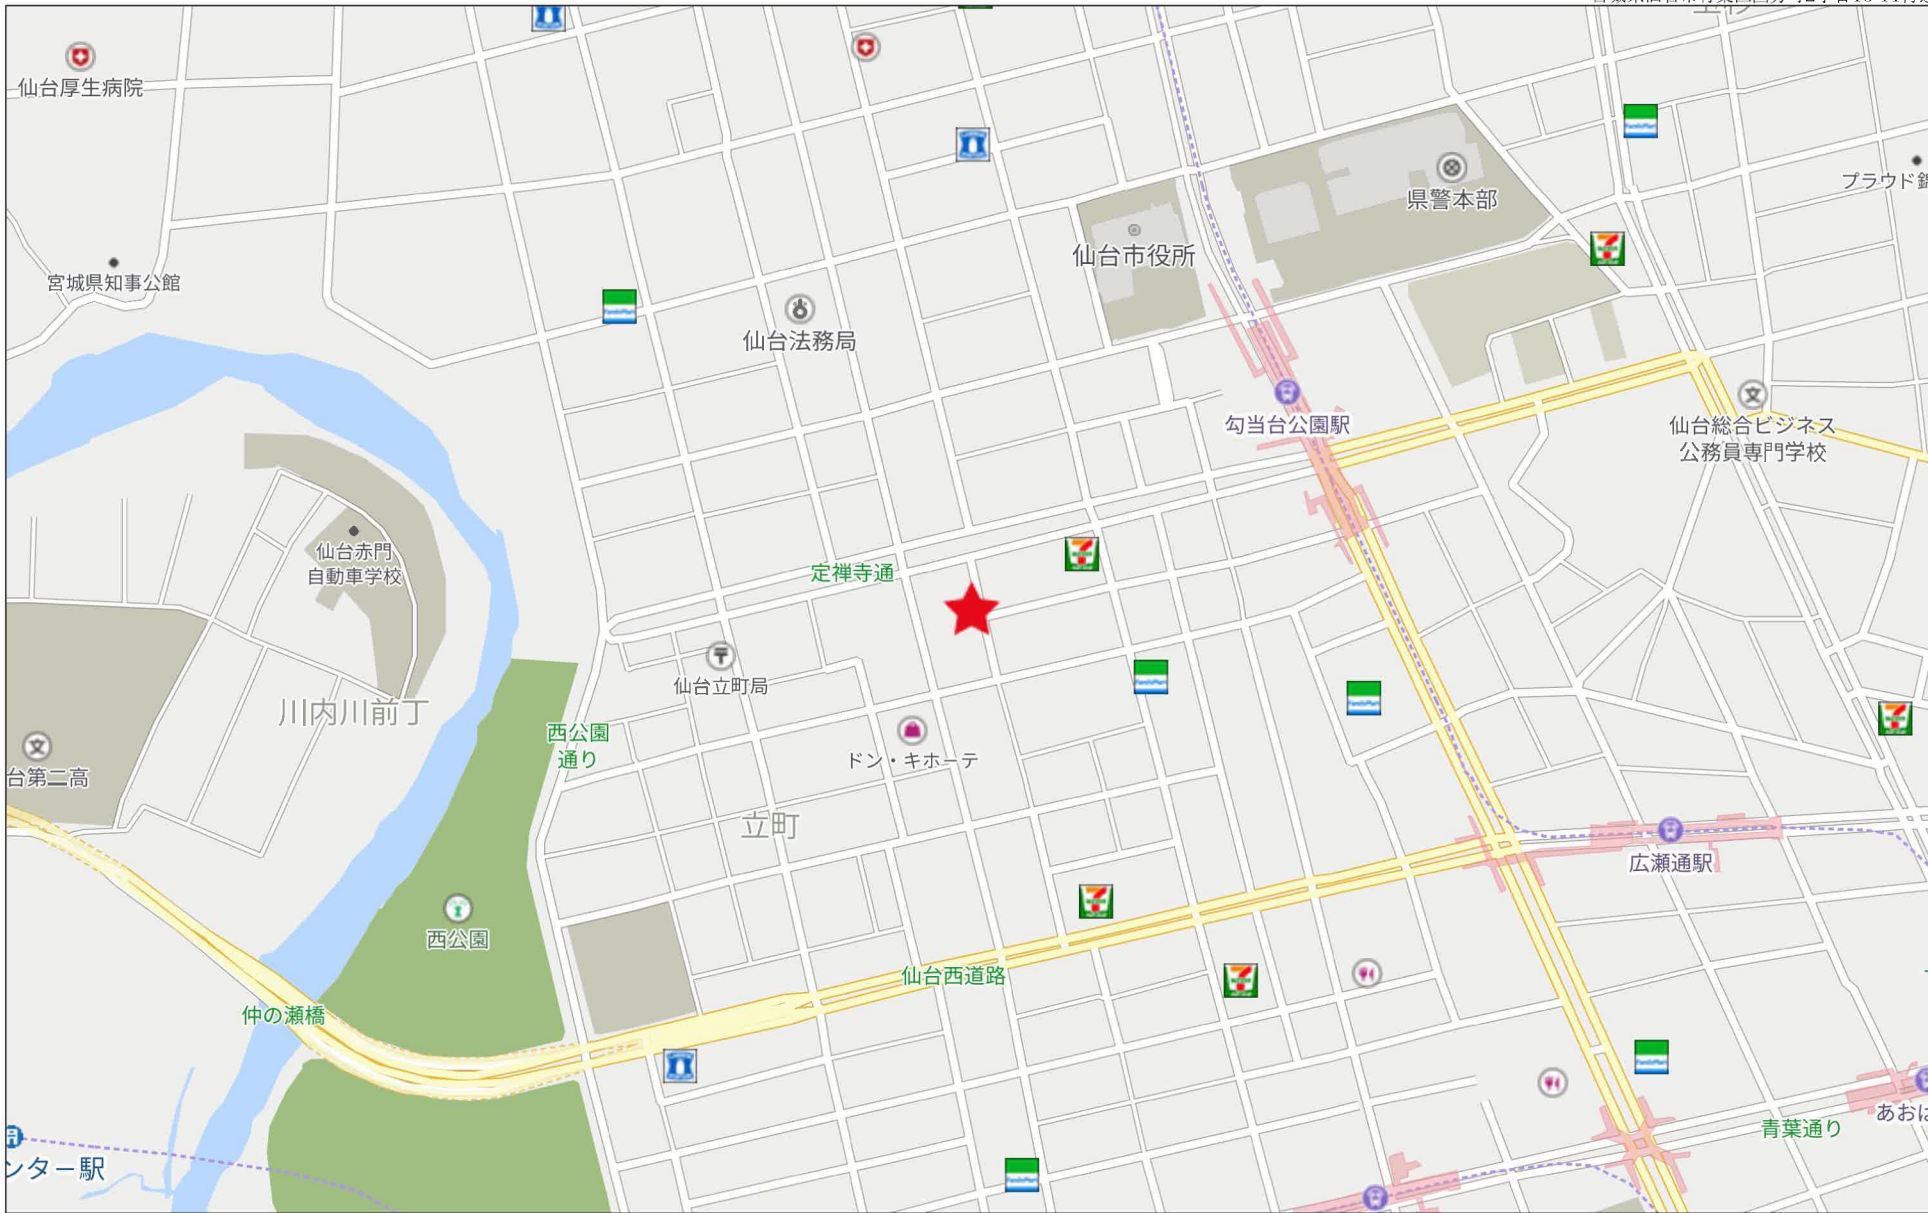 仙台厚生病院
県警本部
プラウド錦
仙台市役所
宮城県知事公館
仙台法務局
勾当台公園駅
仙台総合ビジネス
公務員専門学校
仙台赤門
自動車学校
定禅寺通
仙台立町局
川内川前丁
西公園
通り
ドン・キホーテ
台第二高
立町
広瀬通駅
西公園
仙台西道路
仲の瀬橋
あおば
青葉通り
ンター駅